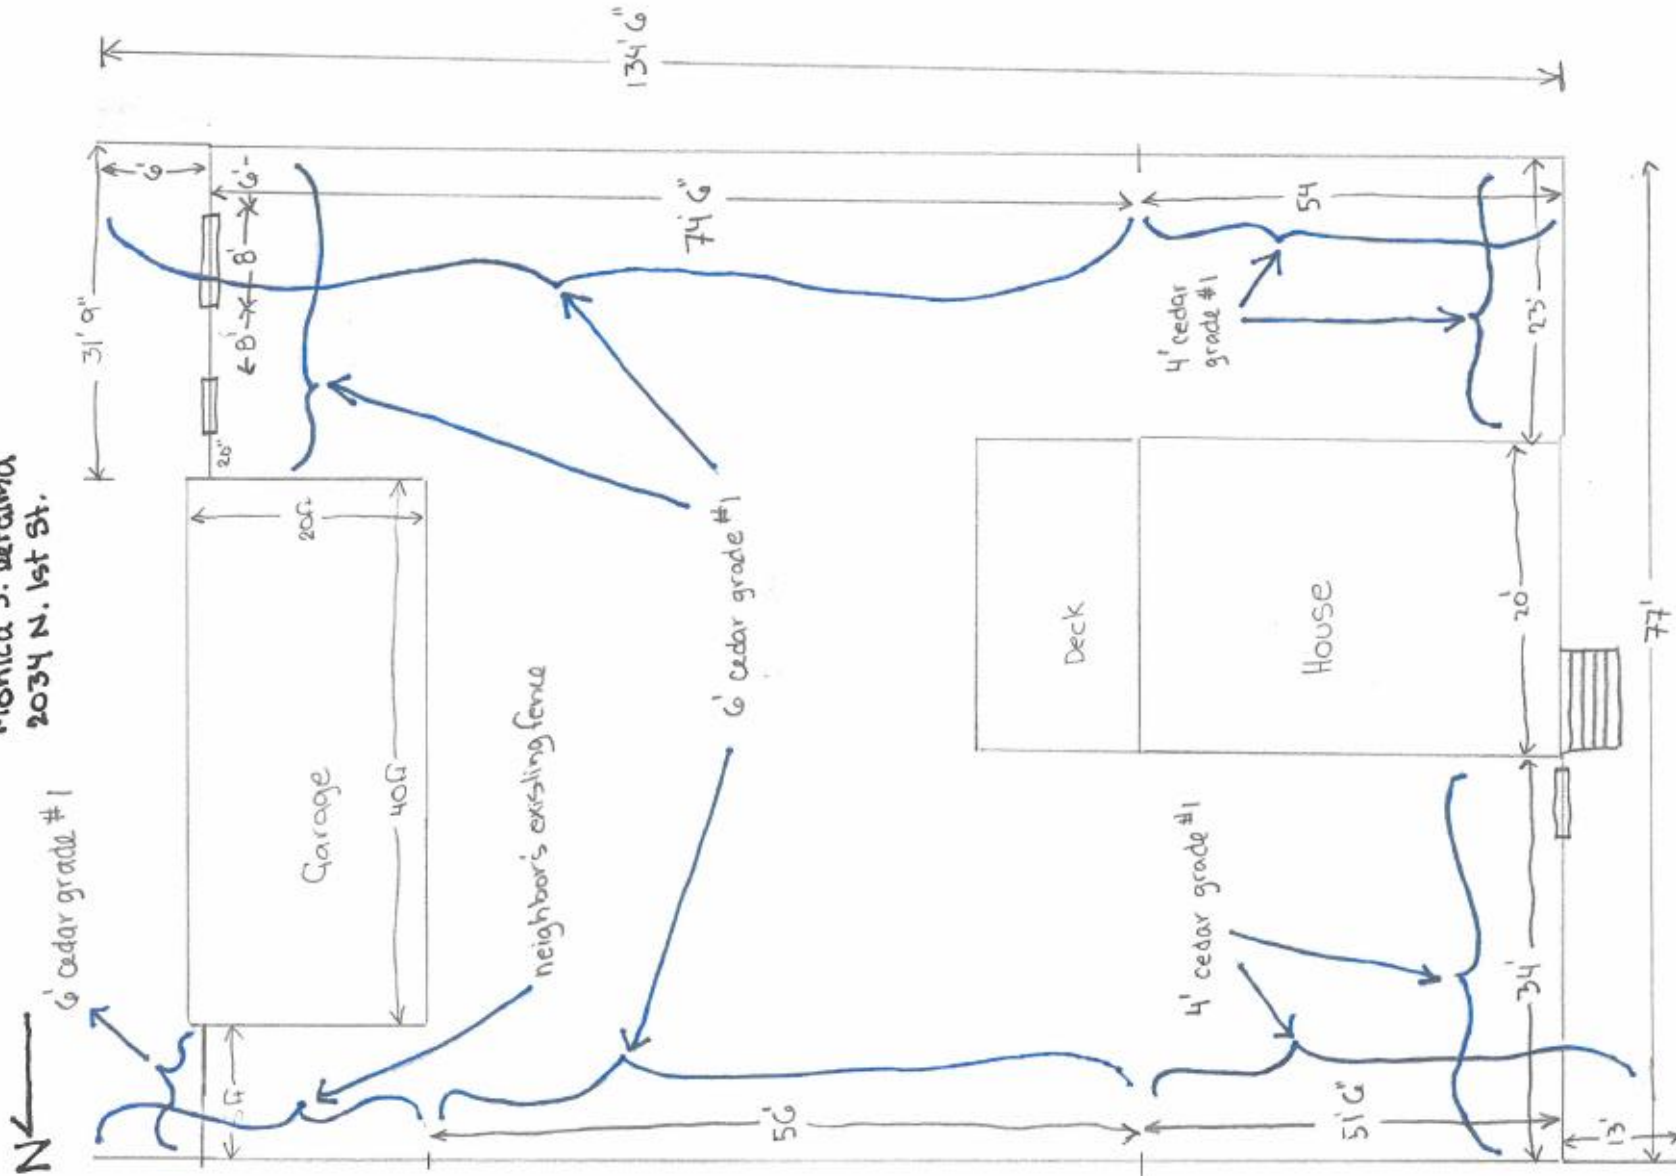 2034 N. 1st St.
N
6' cedar grade #1
31' 9"
6'
←8'
8'
6'
20"
134' 6"
20ft
Garage
40ft
neighbor's existing fence
74' 6"
6' cedar grade #1
Deck
House
4' cedar
grade #1
54
23'
20'
4' cedar grade #1
34'
56'
51' 6"
13'
77'